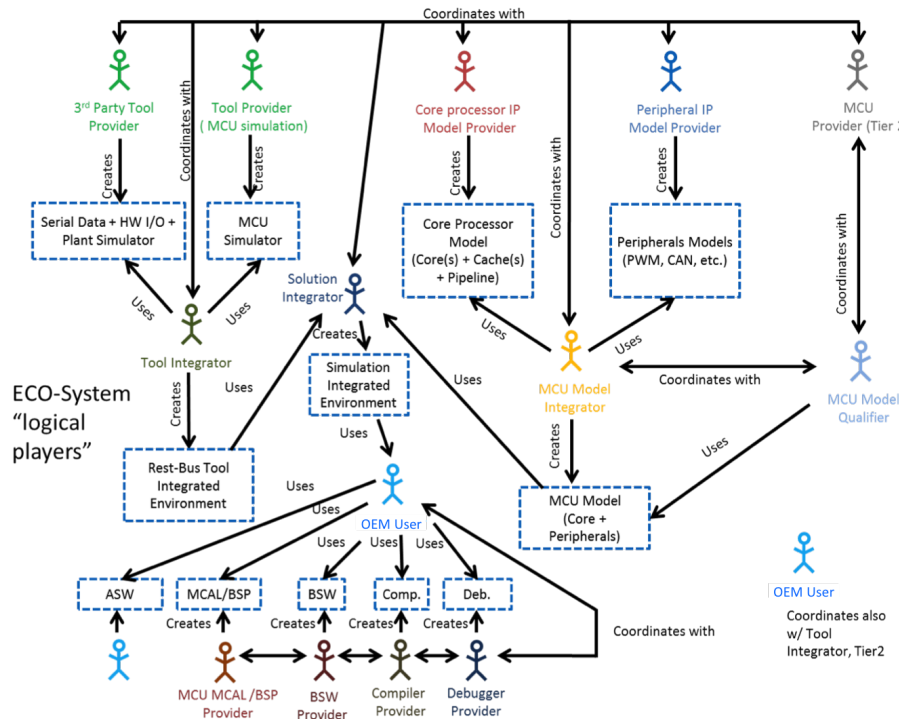 Coordinates with
3rd Party Tool
Provider
Tool Provider
( MCU simulation)
Core processor IP
Model Provider
Peripheral IP
Model Provider
MCU
Provider (Tier 2
Coordinates with
Creates
Creates
Creates
Creates
Coordinates with
Coordinates with
Serial Data + HW I/O +
Plant Simulator
MCU
Simulator
Core Processor
Model
(Core(s) + Cache(s)
+ Pipeline)
Peripherals Models
(PWM, CAN, etc.)
Solution
Integrator
Uses
Uses
Uses
Uses
Tool Integrator
Creates
Simulation
Integrated
Environment
Creates
Uses
Uses
MCU Model
Integrator
Coordinates with
MCU Model
Qualifier
ECO-System
“logical
players”
Uses
Creates
Uses
Rest-Bus Tool
Integrated
Environment
MCU Model
(Core +
Peripherals)
Uses
Uses
OEM User
Uses
Uses
Uses
ASW
MCAL/BSP
BSW
Comp.
Deb.
OEM User
Coordinates also
w/ Tool
Integrator, Tier2
Creates
Creates
Creates
Creates
Coordinates with
MCU MCAL /BSP
Provider
BSW
Provider
Compiler
Provider
Debugger
Provider